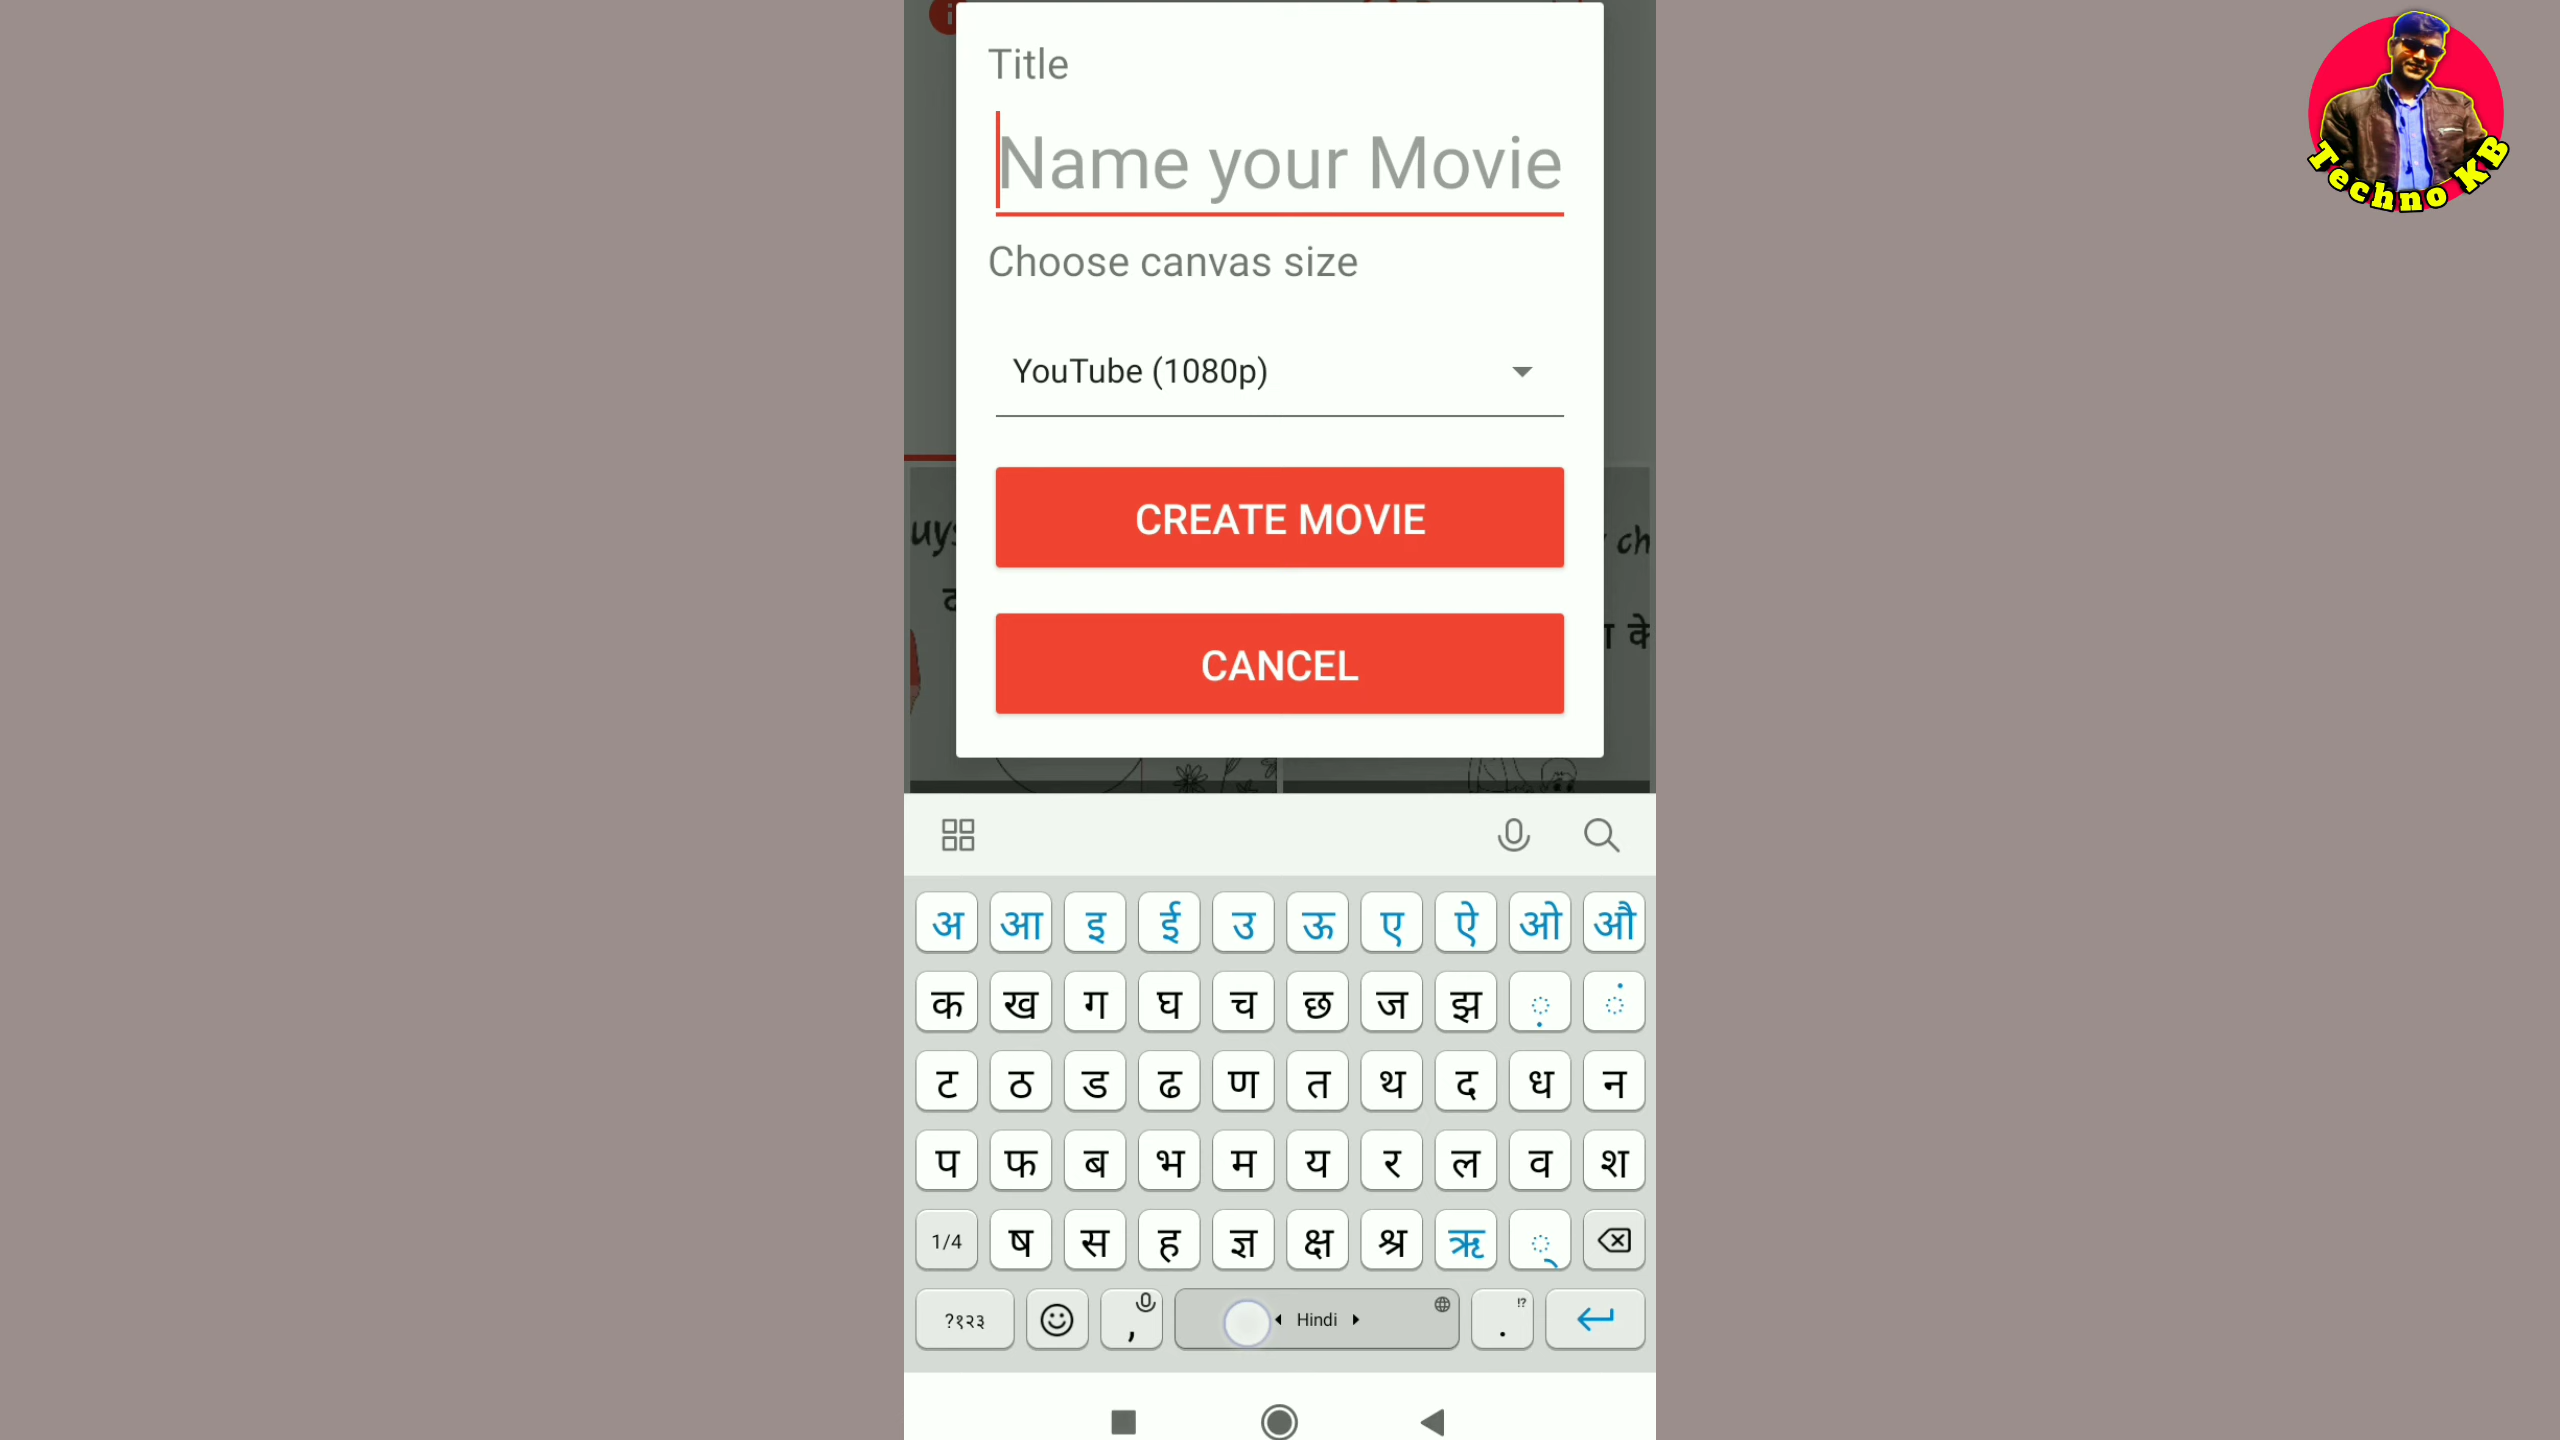 Title
Name your Movie
Choose canvas size
YouTube (1080p)
CREATE MOVIE
CANCEL
अ आ इ ई उ ऊ ए ऐ ओ औ
क ख ग घ च छ ज झ ़ ं
ट ठ ड ढ ण त थ द ध न
प फ ब भ म य र ल व श
1/4 ष स ह ज्ञ क्ष श्र ऋ ्
?१२३ , Hindi . !?
Techno KB